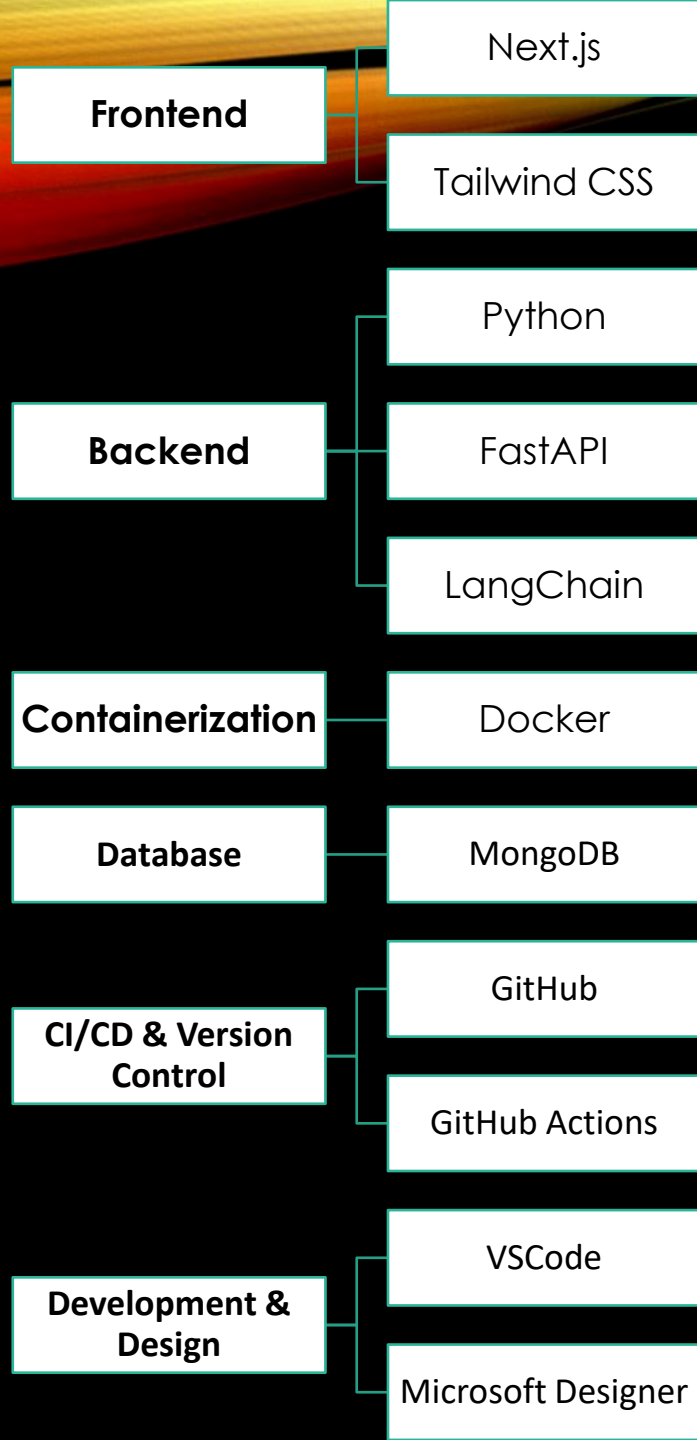 Frontend
Next.js
Tailwind CSS
Backend
Python
FastAPI
LangChain
Containerization
Docker
Database
MongoDB
CI/CD & Version
Control
GitHub
GitHub Actions
Development &
Design
VSCode
Microsoft Designer